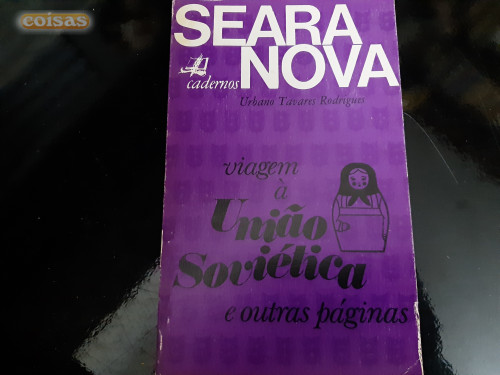 coisas
SEARA
cadernos NOVA
Urbano Tavares Rodrigues
viagem
à
União
Soviética
e outras páginas